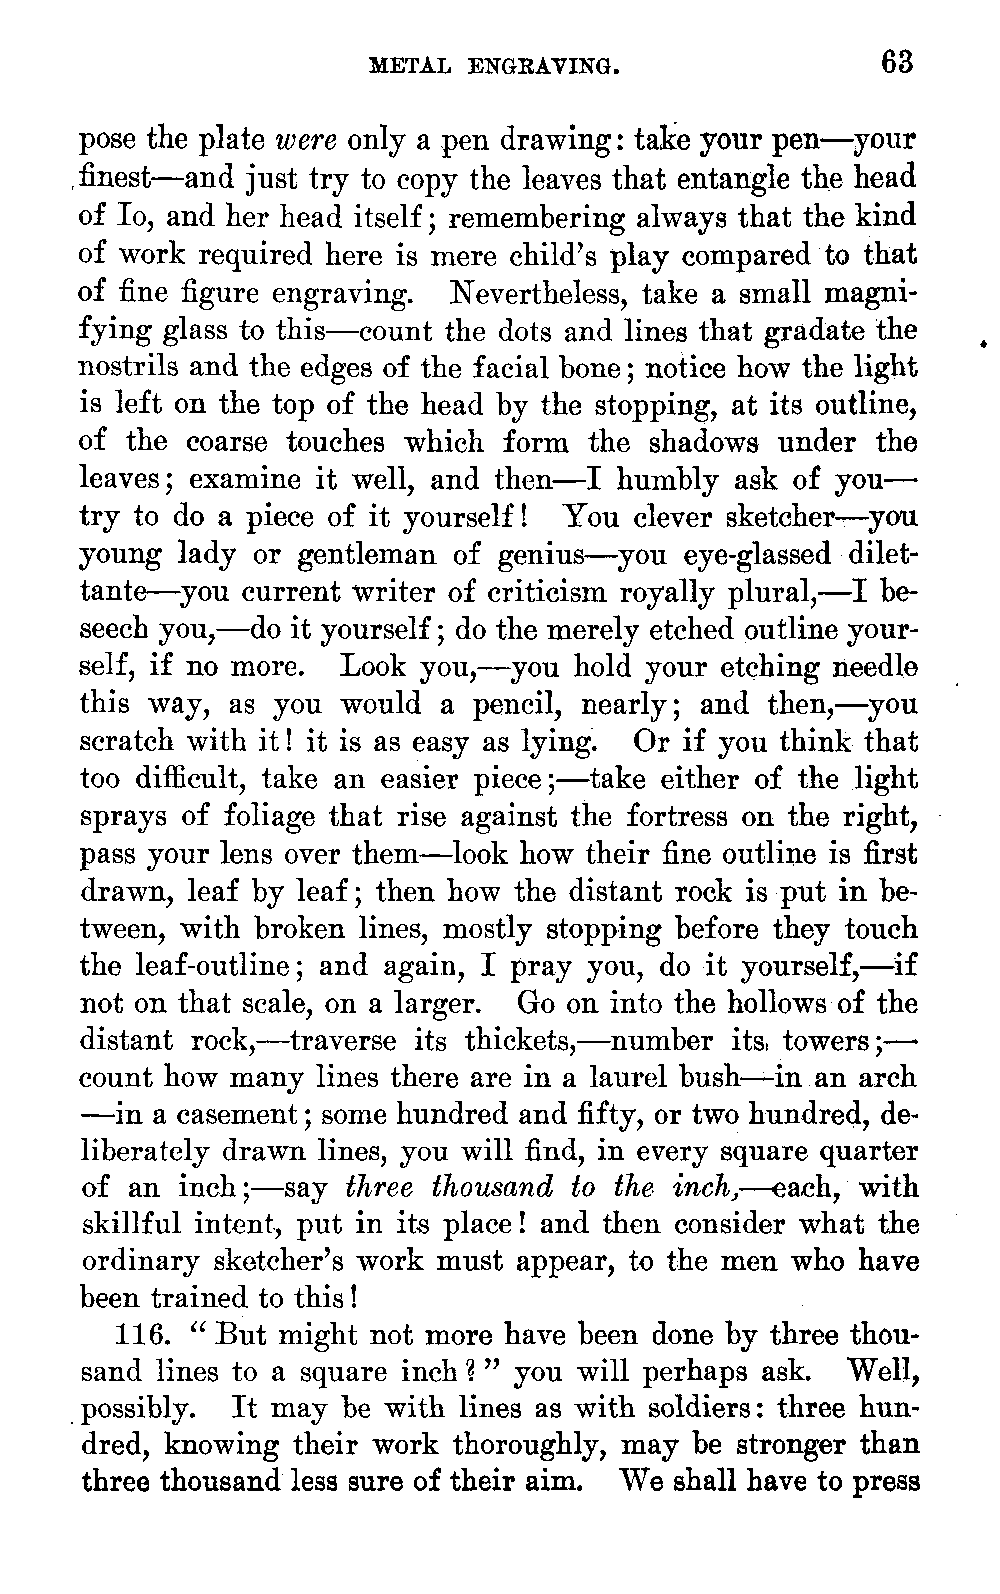 METAL ENGRAVING. 63
pose the plate were only a pen drawing: take your pen—your
finest—and just try to copy the leaves that entangle the head
of Io, and her head itself; remembering always that the kind
of work required here is mere child's play compared to that
of fine figure engraving. Nevertheless, take a small magni-
fying glass to this—count the dots and lines that gradate the
nostrils and the edges of the facial bone; notice how the light
is left on the top of the head by the stopping, at its outline,
of the coarse touches which form the shadows under the
leaves; examine it well, and then—I humbly ask of you—
try to do a piece of it yourself! You clever sketcher—you
young lady or gentleman of genius—you eye-glassed dilet-
tante—you current writer of criticism royally plural,—I be-
seech you,—do it yourself; do the merely etched outline your-
self, if no more. Look you,—you hold your etching needle
this way, as you would a pencil, nearly; and then,—you
scratch with it! it is as easy as lying. Or if you think that
too difficult, take an easier piece;—take either of the light
sprays of foliage that rise against the fortress on the right,
pass your lens over them—look how their fine outline is first
drawn, leaf by leaf; then how the distant rock is put in be-
tween, with broken lines, mostly stopping before they touch
the leaf-outline; and again, I pray you, do it yourself,—if
not on that scale, on a larger. Go on into the hollows of the
distant rock,—traverse its thickets,—number its towers;—
count how many lines there are in a laurel bush—in an arch
—in a casement; some hundred and fifty, or two hundred, de-
liberately drawn lines, you will find, in every square quarter
of an inch;—say three thousand to the inch,—each, with
skillful intent, put in its place! and then consider what the
ordinary sketcher's work must appear, to the men who have
been trained to this!
116. "But might not more have been done by three thou-
sand lines to a square inch?" you will perhaps ask. Well,
possibly. It may be with lines as with soldiers: three hun-
dred, knowing their work thoroughly, may be stronger than
three thousand less sure of their aim. We shall have to press